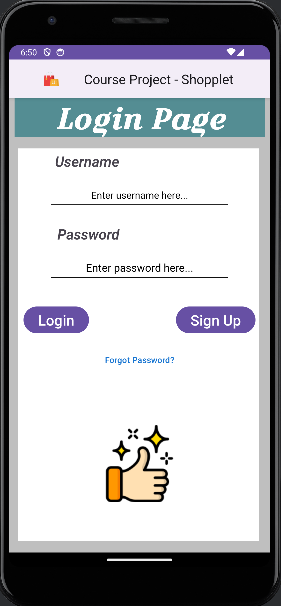 6:50
Course Project - Shopplet
Login Page
Username
Enter username here...
Password
Enter password here...
Login Sign Up
Forgot Password?